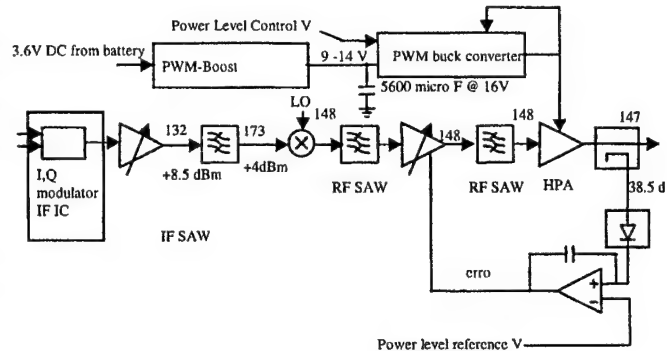 Power Level Control V
3.6V DC from battery
PWM-Boost
9 -14 V
PWM buck converter
5600 micro F @ 16V
LO
132
173
148
148
148
147
+8.5 dBm
+4dBm
RF SAW
RF SAW
HPA
38.5 d
I,Q
modulator
IF IC
IF SAW
erro
+
−
Power level reference V